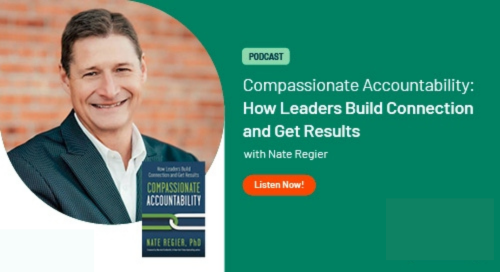 PODCAST
Compassionate Accountability:
How Leaders Build Connection
and Get Results
with Nate Regier
Listen Now!
How Leaders Build
Connection and Get Results
COMPASSIONATE
ACCOUNTABILITY
NATE REGIER, PhD